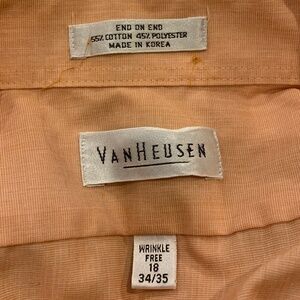 END ON END
55% COTTON 45% POLYESTER
MADE IN KOREA
VANHEUSEN
WRINKLE
FREE
18
34/35